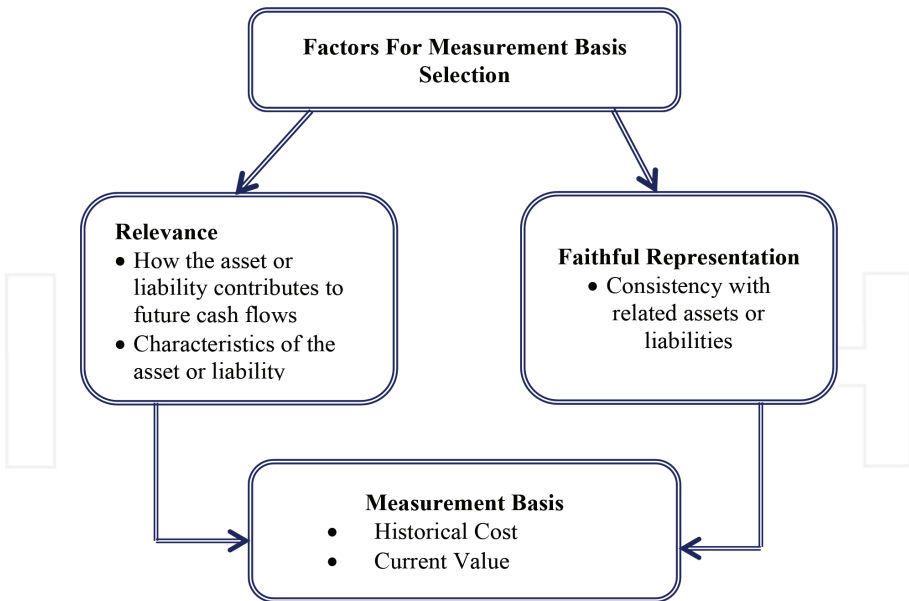 Factors For Measurement Basis
Selection
Relevance
• How the asset or
liability contributes to
future cash flows
• Characteristics of the
asset or liability
Faithful Representation
• Consistency with
related assets or
liabilities
Measurement Basis
• Historical Cost
• Current Value